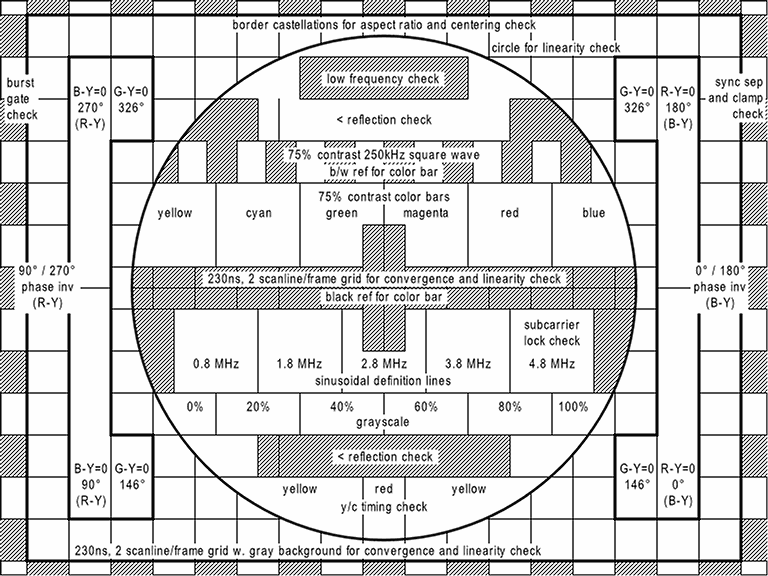 border castellations for aspect ratio and centering check
circle for linearity check
burst
gate
check
B-Y=0
270°
(R-Y)
G-Y=0
326°
low frequency check
G-Y=0
326°
R-Y=0
180°
(B-Y)
sync sep
and clamp
check
< reflection check
75% contrast 250kHz square wave
b/w ref for color bar
75% contrast color bars
yellow
cyan
green
magenta
red
blue
90° / 270°
phase inv
(R-Y)
230ns, 2 scanline/frame grid for convergence and linearity check
black ref for color bar
0° / 180°
phase inv
(B-Y)
subcarrier
lock check
0.8 MHz
1.8 MHz
2.8 MHz
3.8 MHz
4.8 MHz
sinusoidal definition lines
0%
20%
40%
60%
80%
100%
grayscale
B-Y=0
90°
(R-Y)
G-Y=0
146°
< reflection check
G-Y=0
146°
R-Y=0
0°
(B-Y)
yellow
red
yellow
y/c timing check
230ns, 2 scanline/frame grid w. gray background for convergence and linearity check